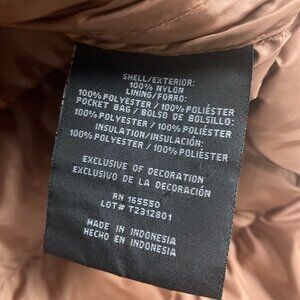 SHELL/EXTERIOR:
100% NYLON
LINING/FORRO:
100% POLYESTER / 100% POLIÉSTER
POCKET BAG / BOLSO DE BOLSILLO:
100% POLYESTER / 100% POLIÉSTER
INSULATION/INSULACIÓN:
100% POLYESTER / 100% POLIÉSTER
EXCLUSIVE OF DECORATION
EXCLUSIVO DE LA DECORACIÓN
RN 165550
LOT# T2312801
MADE IN INDONESIA
HECHO EN INDONESIA